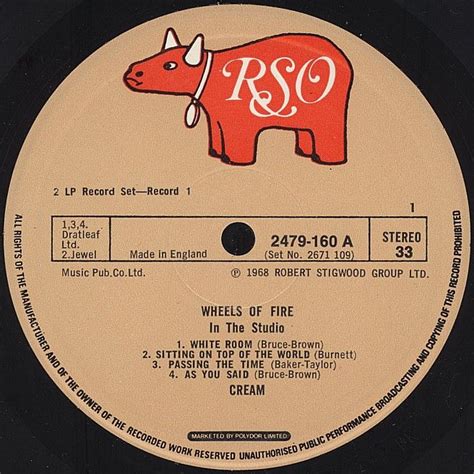 RSO
2 LP Record Set—Record 1
1
1,3,4.
Dratleaf
Ltd.
2.Jewel
Music Pub.Co.Ltd.
Made in England
2479-160 A
(Set No. 2671 109)
STEREO
33
℗ 1968 ROBERT STIGWOOD GROUP LTD.
WHEELS OF FIRE
In The Studio
1. WHITE ROOM (Bruce-Brown)
2. SITTING ON TOP OF THE WORLD (Burnett)
3. PASSING THE TIME (Baker-Taylor)
4. AS YOU SAID (Bruce-Brown)
CREAM
MARKETED BY POLYDOR LIMITED
ALL RIGHTS OF THE MANUFACTURER AND OF THE OWNER OF THE RECORDED WORK RESERVED UNAUTHORISED PUBLIC PERFORMANCE BROADCASTING AND COPYING OF THIS RECORD PROHIBITED